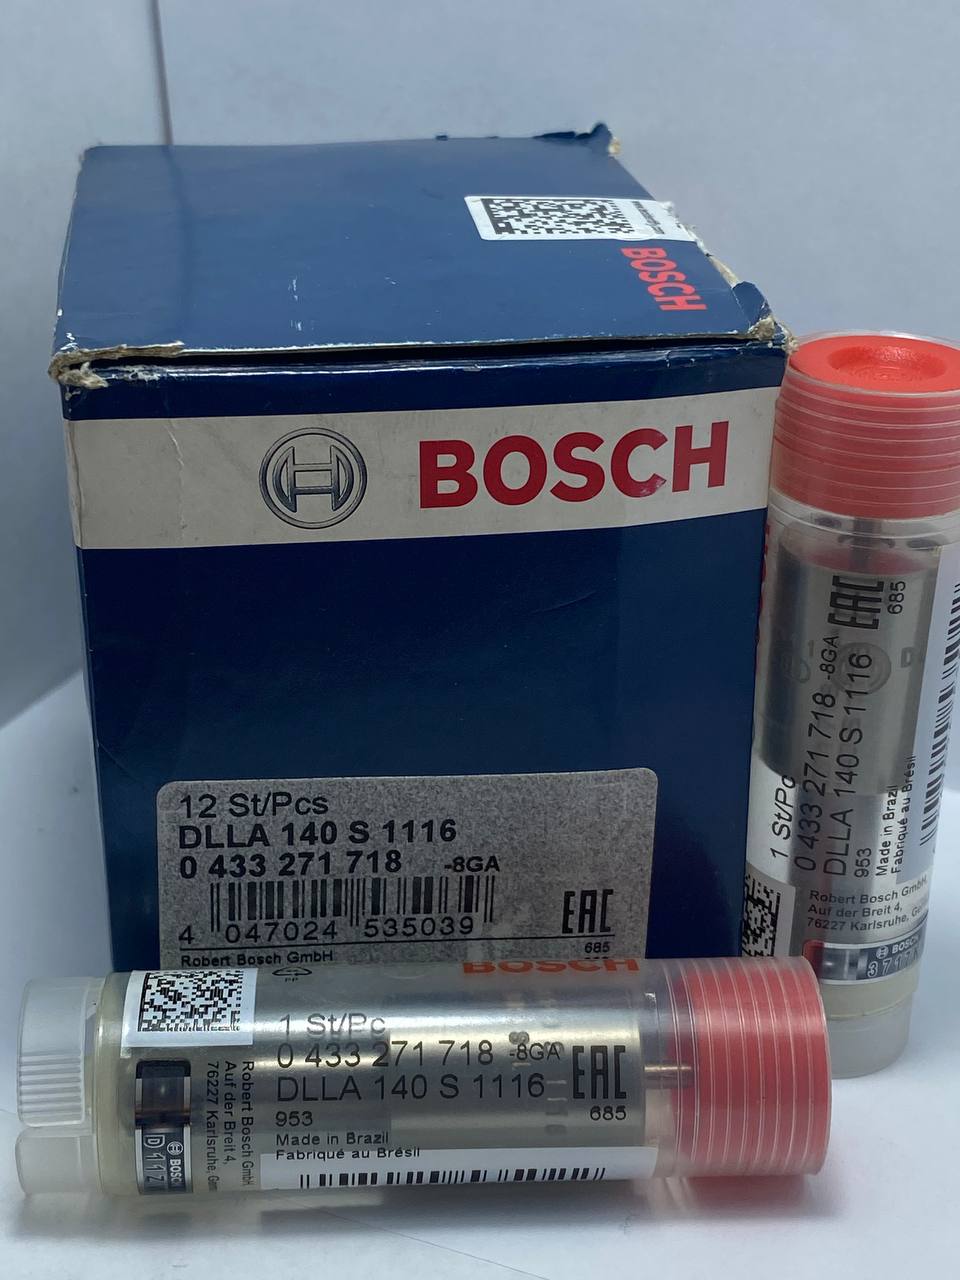 BOSCH
BOSCH
12 St/Pcs
DLLA 140 S 1116
0 433 271 718 -8GA
EAC
4 047024 535039
685
Robert Bosch GmbH
BOSCH
1 St/Pc
0 433 271 718 -8GA
DLLA 140 S 1116
EAC
953
685
Made in Brazil
Fabriqué au Brésil
Robert Bosch GmbH
Auf der Breit 4,
76227 Karlsruhe,
BOSCH
1 St/Pc
0 433 271 718 -8GA
DLLA 140 S 1116
EAC
685
953
Made in Brazil
Fabriqué au Brésil
Robert Bosch GmbH,
Auf der Breit 4,
76227 Karlsruhe,
BOSCH